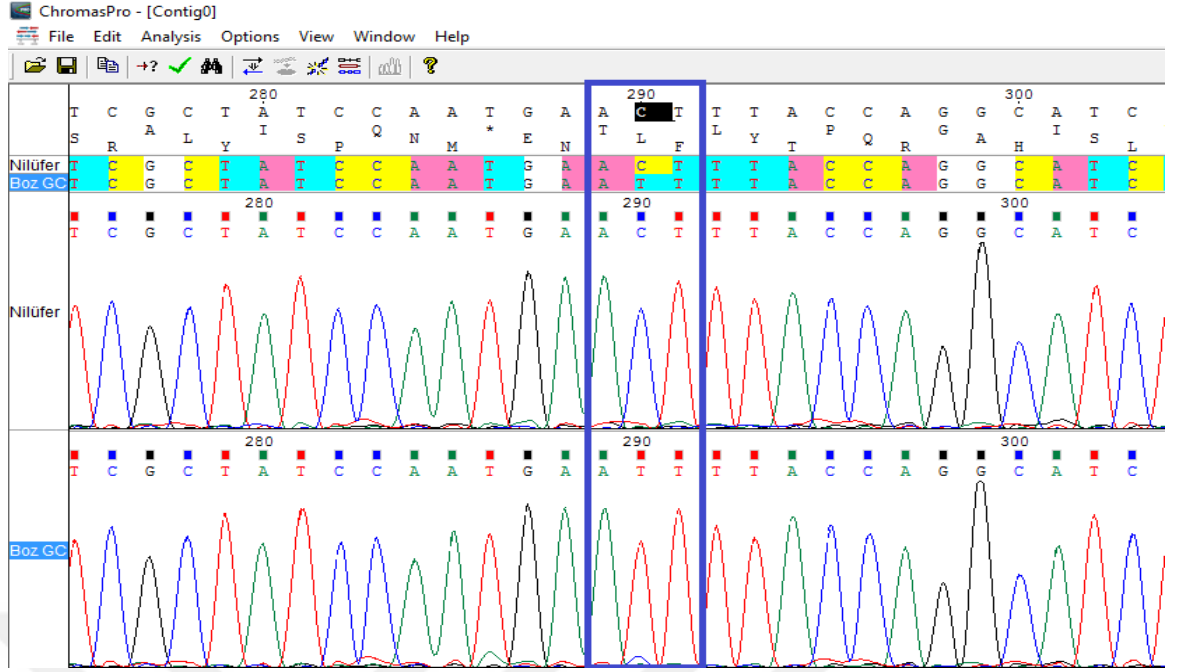 ChromasPro - [Contig0]
File Edit Analysis Options View Window Help
280 290 300
T C G C T A T C C A A T G A A C T T T A C C A G G C A T C
A I Q * T L P G I
S L S N E L Y Q A S
R Y P M N F T R H L
Nilüfer T C G C T A T C C A A T G A A C T T T A C C A G G C A T C
Boz GC T C G C T A T C C A A T G A A T T T T A C C A G G C A T C
280 290 300
T C G C T A T C C A A T G A A C T T T A C C A G G C A T C
Nilüfer
280 290 300
T C G C T A T C C A A T G A A T T T T A C C A G G C A T C
Boz GC